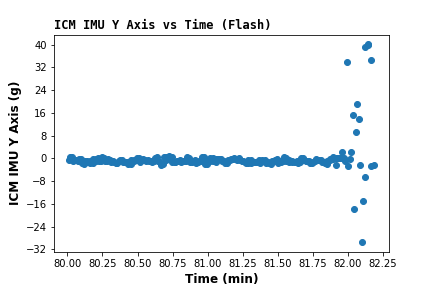 ICM IMU Y Axis vs Time (Flash)
40
32
24
16
8
0
−8
−16
−24
−32
ICM IMU Y Axis (g)
80.00 80.25 80.50 80.75 81.00 81.25 81.50 81.75 82.00 82.25
Time (min)